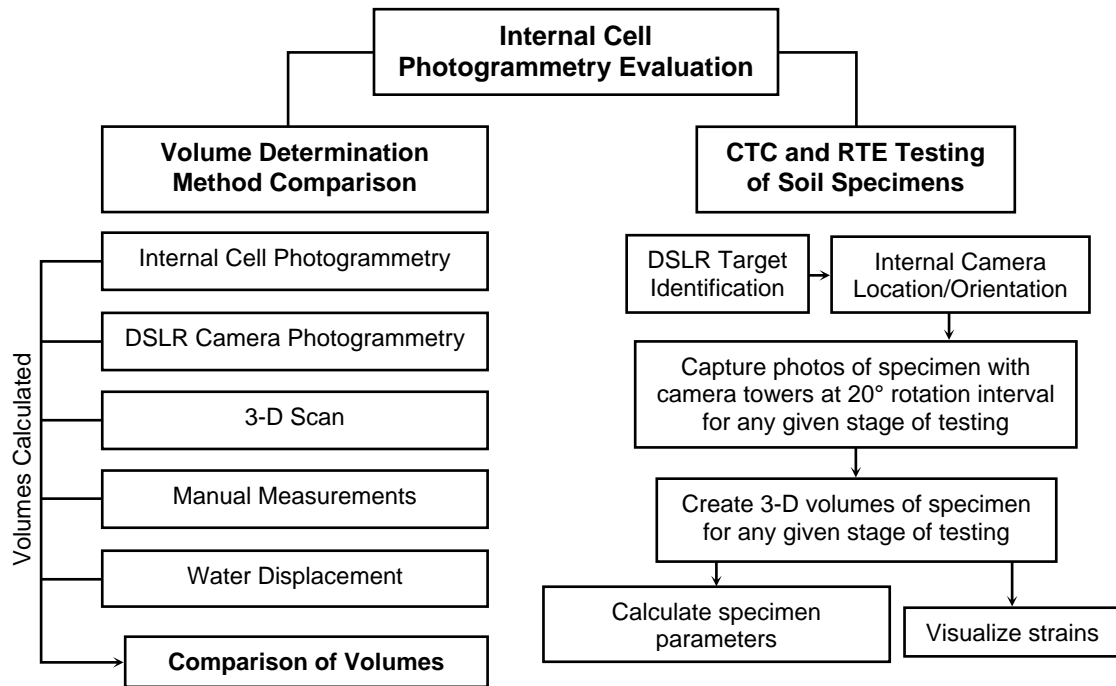 Internal Cell
Photogrammetry Evaluation
Volume Determination
Method Comparison
Volumes Calculated
Internal Cell Photogrammetry
DSLR Camera Photogrammetry
3-D Scan
Manual Measurements
Water Displacement
Comparison of Volumes
CTC and RTE Testing
of Soil Specimens
DSLR Target
Identification
Internal Camera
Location/Orientation
Capture photos of specimen with
camera towers at 20° rotation interval
for any given stage of testing
Create 3-D volumes of specimen
for any given stage of testing
Calculate specimen
parameters
Visualize strains